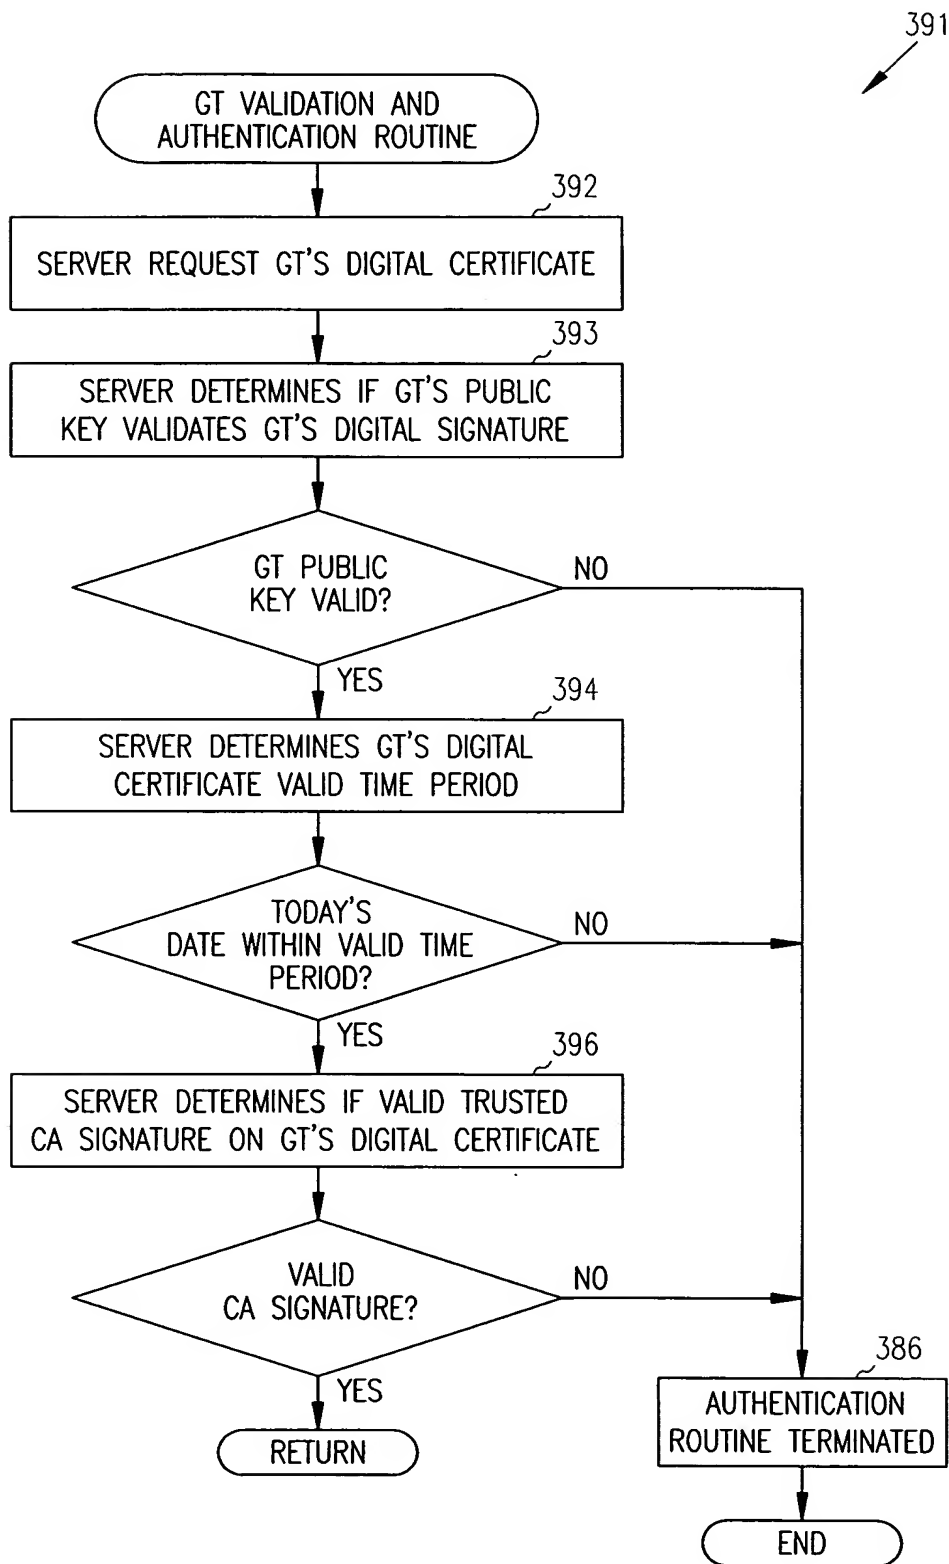 391
GT VALIDATION AND
AUTHENTICATION ROUTINE
392
SERVER REQUEST GT'S DIGITAL CERTIFICATE
393
SERVER DETERMINES IF GT'S PUBLIC
KEY VALIDATES GT'S DIGITAL SIGNATURE
GT PUBLIC
KEY VALID?
NO
YES
394
SERVER DETERMINES GT'S DIGITAL
CERTIFICATE VALID TIME PERIOD
TODAY'S
DATE WITHIN VALID TIME
PERIOD?
NO
YES
396
SERVER DETERMINES IF VALID TRUSTED
CA SIGNATURE ON GT'S DIGITAL CERTIFICATE
VALID
CA SIGNATURE?
NO
YES
RETURN
386
AUTHENTICATION
ROUTINE TERMINATED
END